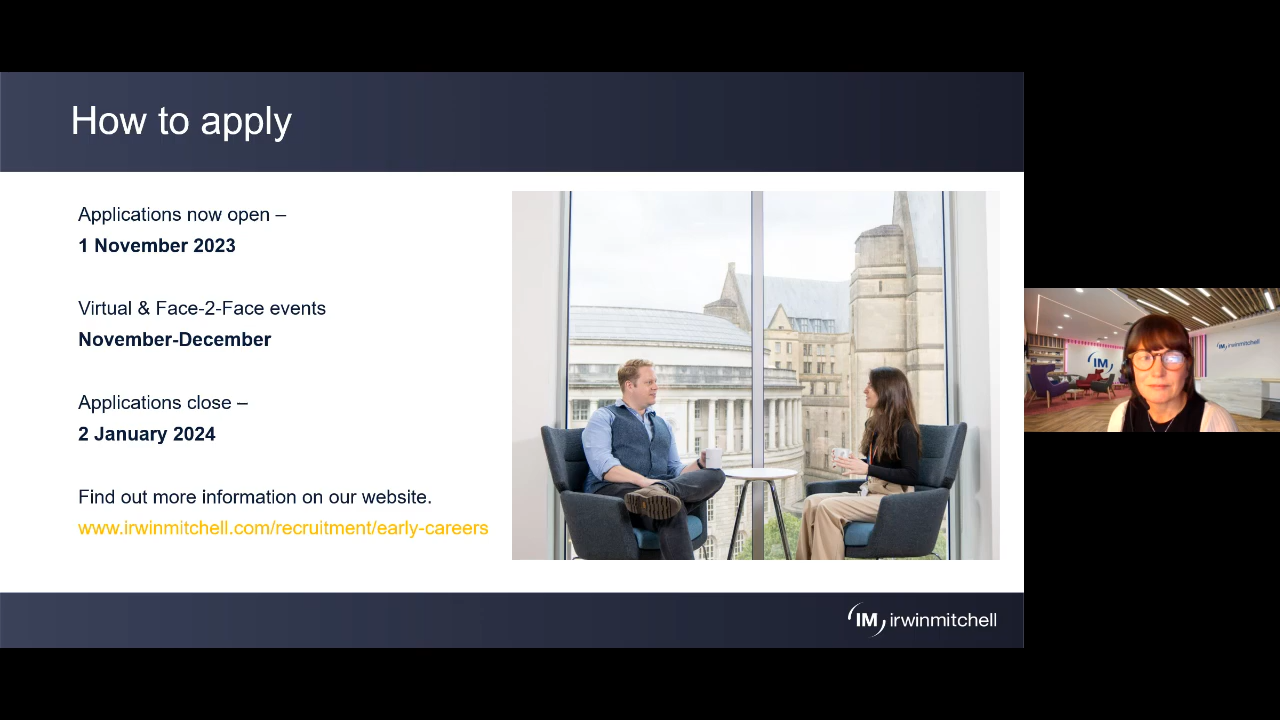 How to apply
Applications now open –
1 November 2023
Virtual & Face-2-Face events
November-December
Applications close –
2 January 2024
Find out more information on our website.
www.irwinmitchell.com/recruitment/early-careers
IM irwinmitchell
IM
IM irwinmitchell